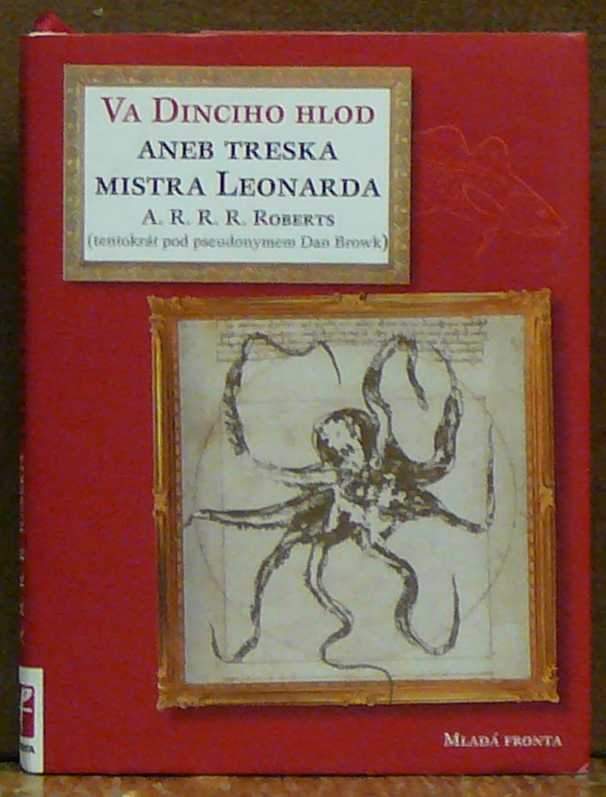 VA DINCIHO HLOD
ANEB TRESKA
MISTRA LEONARDA
A. R. R. R. ROBERTS
(tentokrát pod pseudonymem Dan Browk)
MLADÁ FRONTA